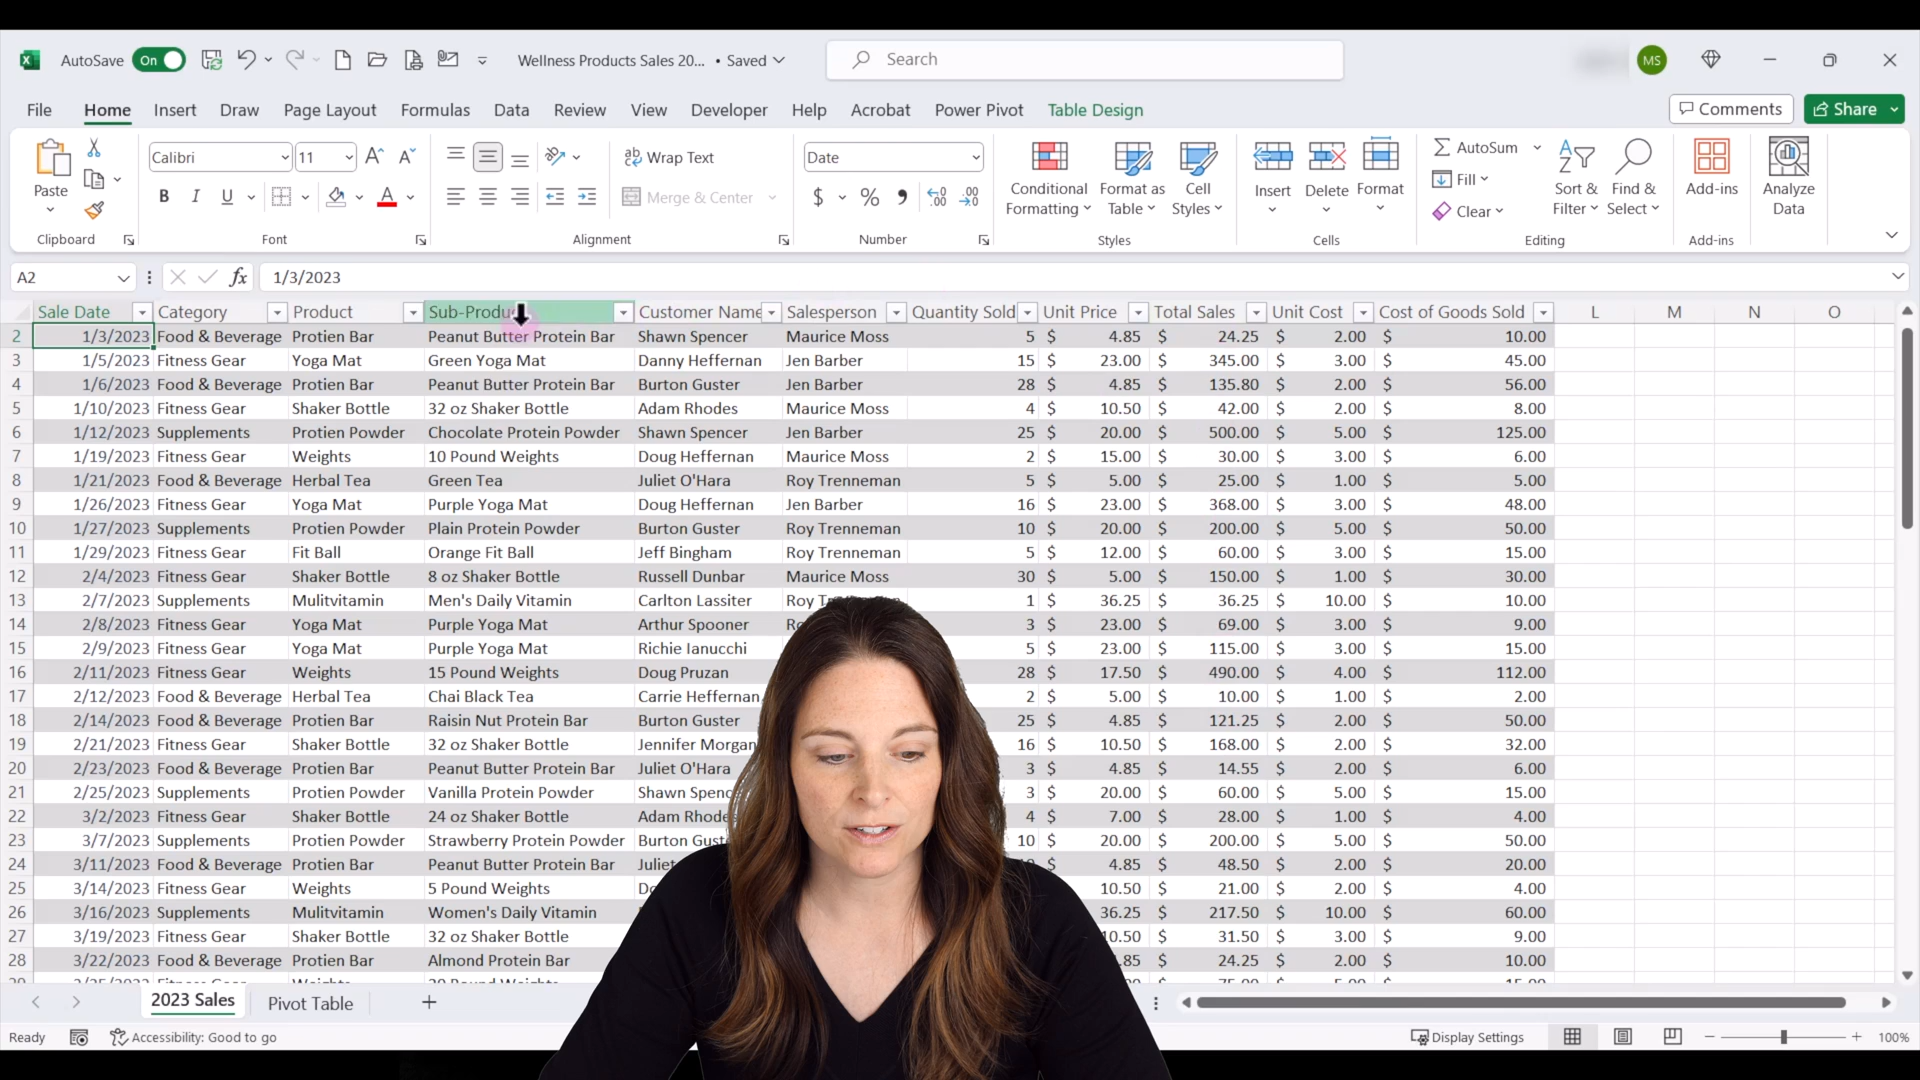 AutoSave On Wellness Products Sales 20... • Saved Search MS
File Home Insert Draw Page Layout Formulas Data Review View Developer Help Acrobat Power Pivot Table Design Comments Share
Paste Calibri 11 B I U A Wrap Text Merge & Center Date $ % Conditional Formatting Format as Table Cell Styles Insert Delete Format AutoSum Fill Clear Sort & Filter Find & Select Add-ins Analyze Data
Clipboard Font Alignment Number Styles Cells Editing Add-ins
A2 fx 1/3/2023
Sale Date Category Product Customer Name Salesperson Quantity Sold Unit Price Total Sales Unit Cost Cost of Goods Sold L M N O
2 1/3/2023 Food & Beverage Protien Bar Peanut Butter Protein Bar Shawn Spencer Maurice Moss 5 $ 4.85 $ 24.25 $ 2.00 $ 10.00
3 1/5/2023 Fitness Gear Yoga Mat Green Yoga Mat Danny Heffernan Jen Barber 15 $ 23.00 $ 345.00 $ 3.00 $ 45.00
4 1/6/2023 Food & Beverage Protien Bar Peanut Butter Protein Bar Burton Guster Jen Barber 28 $ 4.85 $ 135.80 $ 2.00 $ 56.00
5 1/10/2023 Fitness Gear Shaker Bottle 32 oz Shaker Bottle Adam Rhodes Maurice Moss 4 $ 10.50 $ 42.00 $ 2.00 $ 8.00
6 1/12/2023 Supplements Protien Powder Chocolate Protein Powder Shawn Spencer Jen Barber 25 $ 20.00 $ 500.00 $ 5.00 $ 125.00
7 1/19/2023 Fitness Gear Weights 10 Pound Weights Doug Heffernan Maurice Moss 2 $ 15.00 $ 30.00 $ 3.00 $ 6.00
8 1/21/2023 Food & Beverage Herbal Tea Green Tea Juliet O'Hara Roy Trenneman 5 $ 5.00 $ 25.00 $ 1.00 $ 5.00
9 1/26/2023 Fitness Gear Yoga Mat Purple Yoga Mat Doug Heffernan Jen Barber 16 $ 23.00 $ 368.00 $ 3.00 $ 48.00
10 1/27/2023 Supplements Protien Powder Plain Protein Powder Burton Guster Roy Trenneman 10 $ 20.00 $ 200.00 $ 5.00 $ 50.00
11 1/29/2023 Fitness Gear Fit Ball Orange Fit Ball Jeff Bingham Roy Trenneman 5 $ 12.00 $ 60.00 $ 3.00 $ 15.00
12 2/4/2023 Fitness Gear Shaker Bottle 8 oz Shaker Bottle Russell Dunbar Maurice Moss 30 $ 5.00 $ 150.00 $ 1.00 $ 30.00
13 2/7/2023 Supplements Mulitvitamin Men's Daily Vitamin Carlton Lassiter Roy 1 $ 36.25 $ 36.25 $ 10.00 $ 10.00
14 2/8/2023 Fitness Gear Yoga Mat Purple Yoga Mat Arthur Spooner 3 $ 23.00 $ 69.00 $ 3.00 $ 9.00
15 2/9/2023 Fitness Gear Yoga Mat Purple Yoga Mat Richie Ianucchi 5 $ 23.00 $ 115.00 $ 3.00 $ 15.00
16 2/11/2023 Fitness Gear Weights 15 Pound Weights Doug Pruzan 28 $ 17.50 $ 490.00 $ 4.00 $ 112.00
17 2/12/2023 Food & Beverage Herbal Tea Chai Black Tea Carrie Heffernan 2 $ 5.00 $ 10.00 $ 1.00 $ 2.00
18 2/14/2023 Food & Beverage Protien Bar Raisin Nut Protein Bar Burton Guster 25 $ 4.85 $ 121.25 $ 2.00 $ 50.00
19 2/21/2023 Fitness Gear Shaker Bottle 32 oz Shaker Bottle Jennifer Morgan 16 $ 10.50 $ 168.00 $ 2.00 $ 32.00
20 2/23/2023 Food & Beverage Protien Bar Peanut Butter Protein Bar Juliet O'Hara 3 $ 4.85 $ 14.55 $ 2.00 $ 6.00
21 2/25/2023 Supplements Protien Powder Vanilla Protein Powder Shawn 3 $ 20.00 $ 60.00 $ 5.00 $ 15.00
22 3/2/2023 Fitness Gear Shaker Bottle 24 oz Shaker Bottle Adam Rhodes 4 $ 7.00 $ 28.00 $ 1.00 $ 4.00
23 3/7/2023 Supplements Protien Powder Strawberry Protein Powder Burton 10 $ 20.00 $ 200.00 $ 5.00 $ 50.00
24 3/11/2023 Food & Beverage Protien Bar Peanut Butter Protein Bar $ 4.85 $ 48.50 $ 2.00 $ 20.00
25 3/14/2023 Fitness Gear Weights 5 Pound Weights 10.50 $ 21.00 $ 2.00 $ 4.00
26 3/16/2023 Supplements Mulitvitamin Women's Daily Vitamin 36.25 $ 217.50 $ 10.00 $ 60.00
27 3/19/2023 Fitness Gear Shaker Bottle 32 oz Shaker Bottle $ 31.50 $ 3.00 $ 9.00
28 3/22/2023 Food & Beverage Protien Bar Almond Protein Bar $ 24.25 $ 2.00 $ 10.00
2023 Sales Pivot Table +
Ready Accessibility: Good to go Display Settings − + 100%